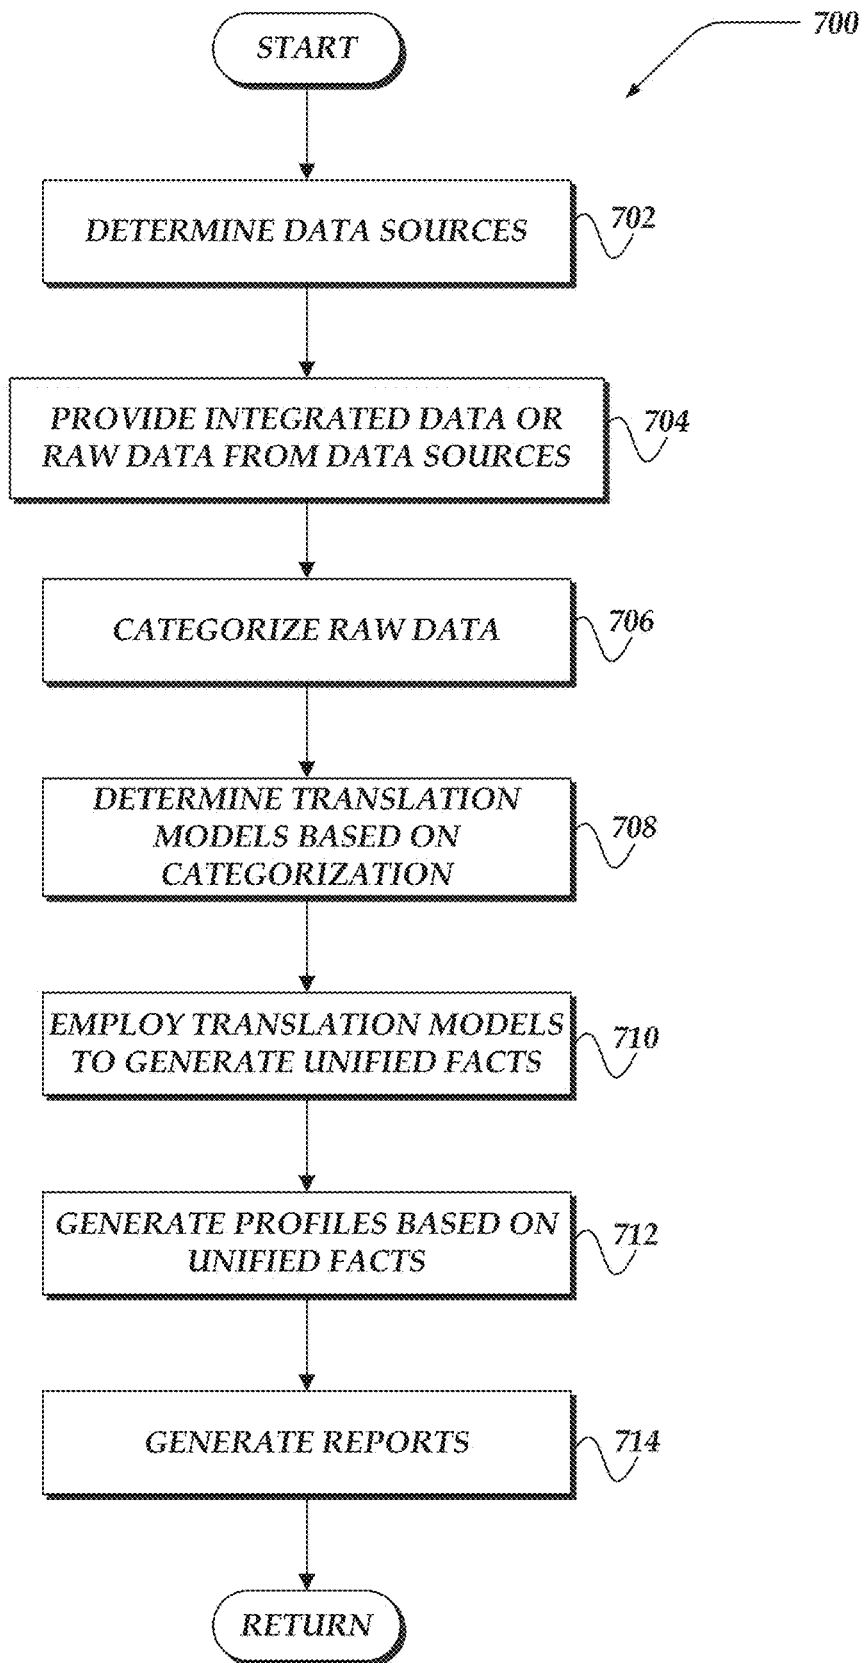 700
START
DETERMINE DATA SOURCES
702
PROVIDE INTEGRATED DATA OR
RAW DATA FROM DATA SOURCES
704
CATEGORIZE RAW DATA
706
DETERMINE TRANSLATION
MODELS BASED ON
CATEGORIZATION
708
EMPLOY TRANSLATION MODELS
TO GENERATE UNIFIED FACTS
710
GENERATE PROFILES BASED ON
UNIFIED FACTS
712
GENERATE REPORTS
714
RETURN